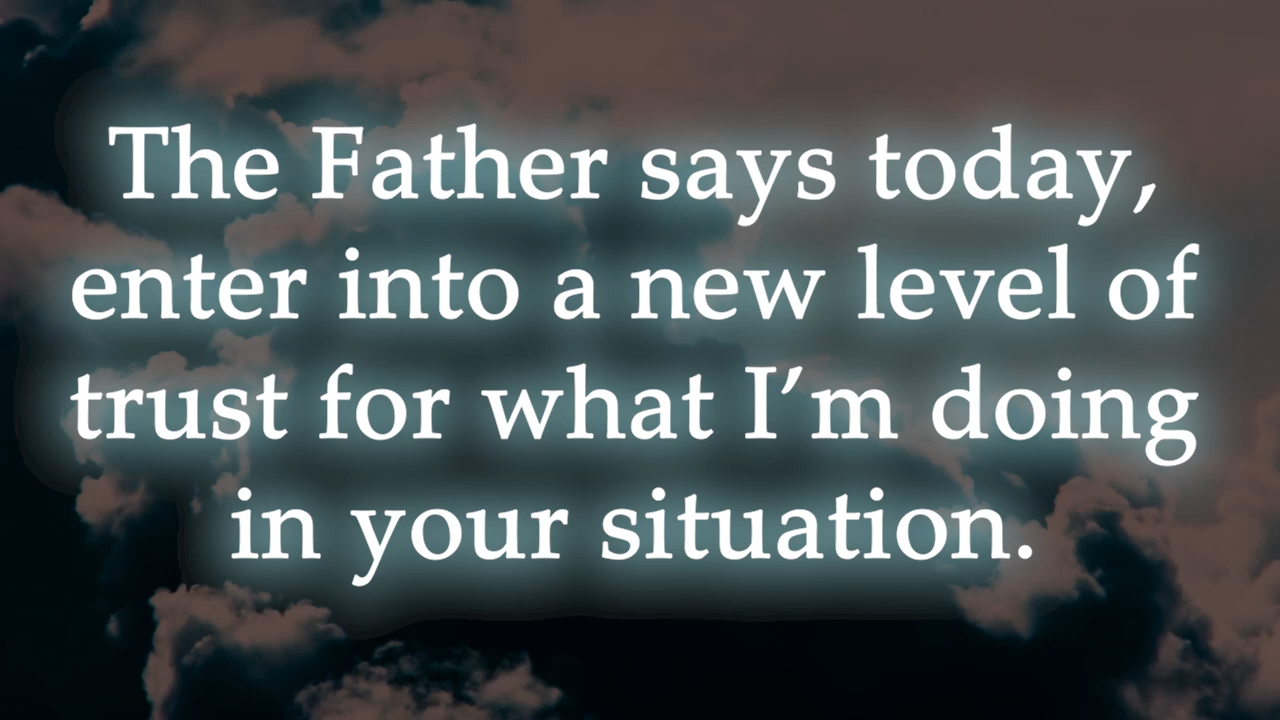 The Father says today,
enter into a new level of
trust for what I’m doing
in your situation.